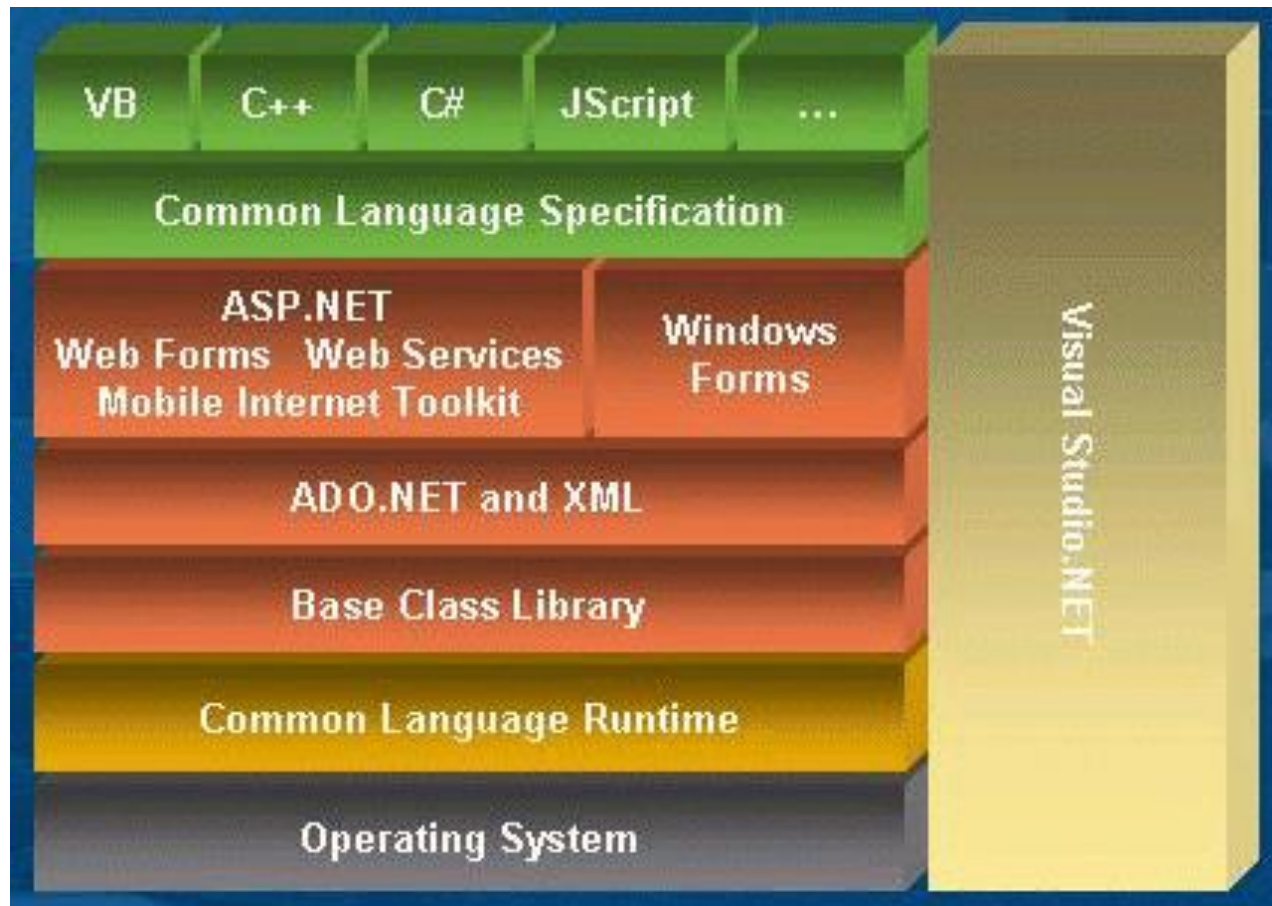 VB C++ C# JScript ...
Common Language Specification
ASP.NET
Web Forms Web Services
Mobile Internet Toolkit
Windows
Forms
ADO.NET and XML
Base Class Library
Common Language Runtime
Operating System
Visual Studio.NET